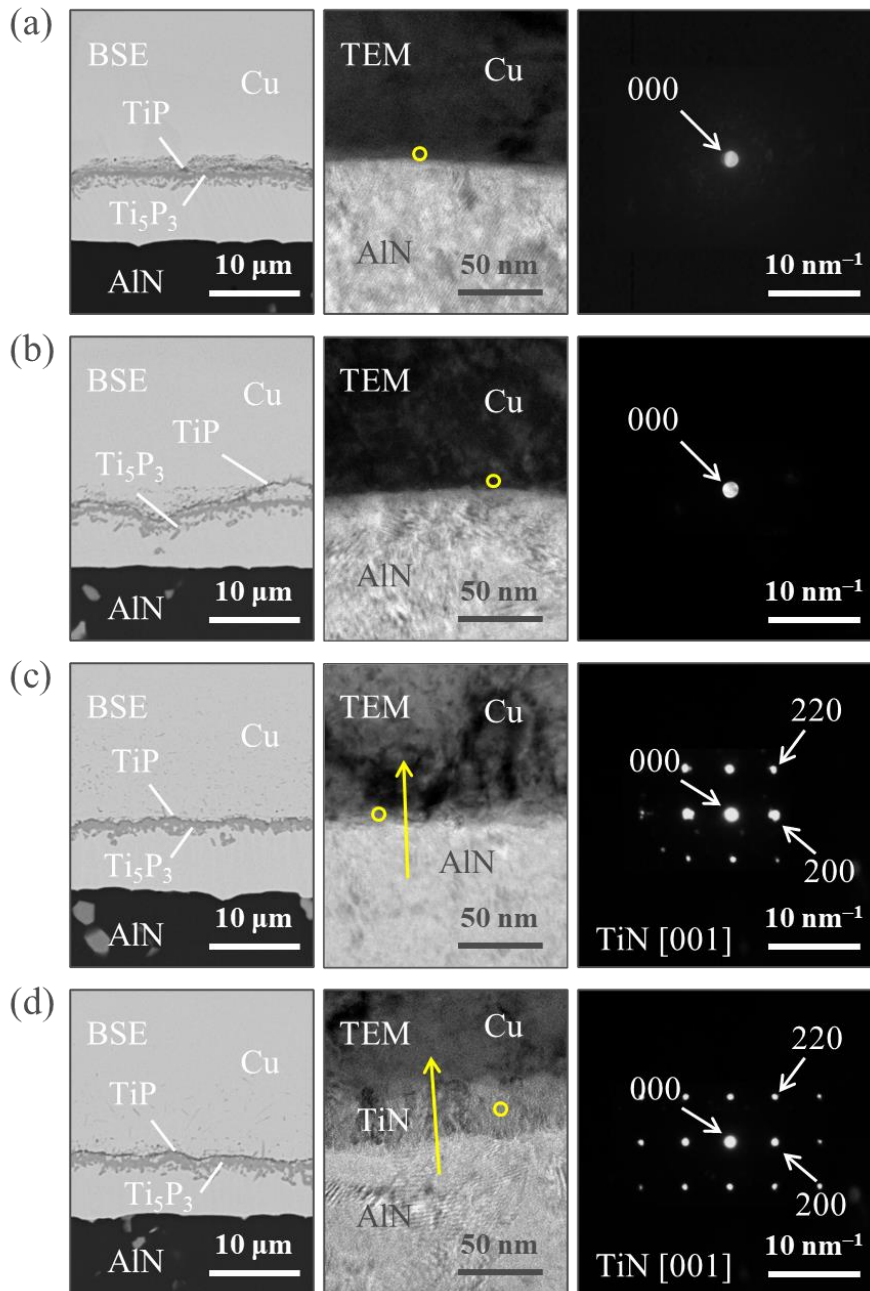 (a)
BSE
Cu
TiP
Ti₅P₃
AlN
10 μm
TEM
Cu
AlN
50 nm
000
10 nm⁻¹
(b)
BSE
Cu
TiP
Ti₅P₃
AlN
10 μm
TEM
Cu
AlN
50 nm
000
10 nm⁻¹
(c)
BSE
Cu
TiP
Ti₅P₃
AlN
10 μm
TEM
Cu
AlN
50 nm
220
000
200
TiN [001]
10 nm⁻¹
(d)
BSE
Cu
TiP
Ti₅P₃
AlN
10 μm
TEM
Cu
TiN
AlN
50 nm
220
000
200
TiN [001]
10 nm⁻¹